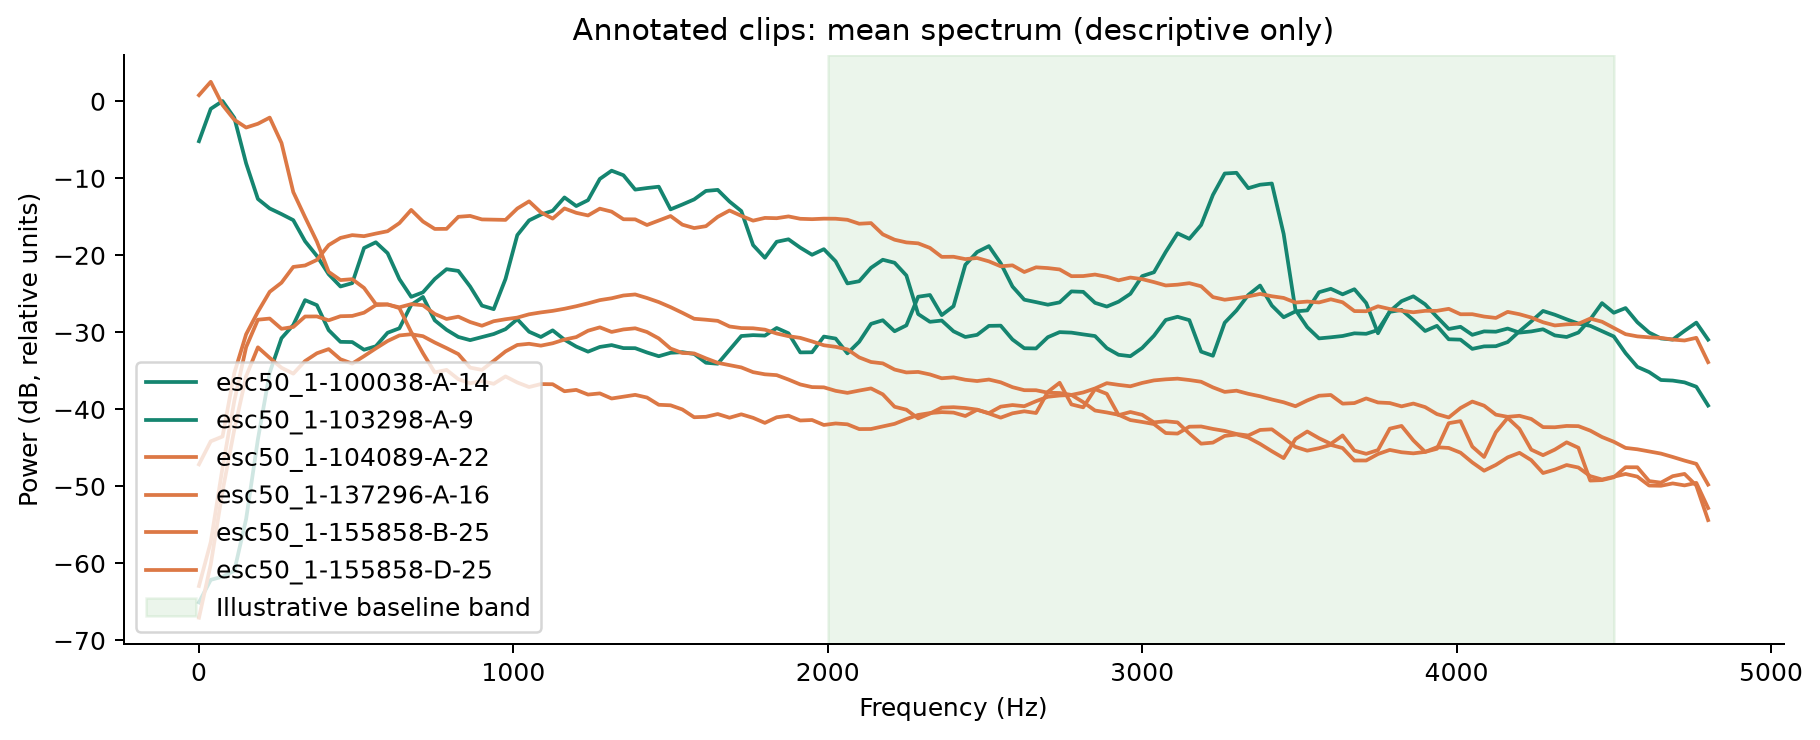 Annotated clips: mean spectrum (descriptive only)
Power (dB, relative units)
0
−10
−20
−30
−40
−50
−60
−70
esc50_1-100038-A-14
esc50_1-103298-A-9
esc50_1-104089-A-22
esc50_1-137296-A-16
esc50_1-155858-B-25
esc50_1-155858-D-25
Illustrative baseline band
0 1000 2000 3000 4000 5000
Frequency (Hz)